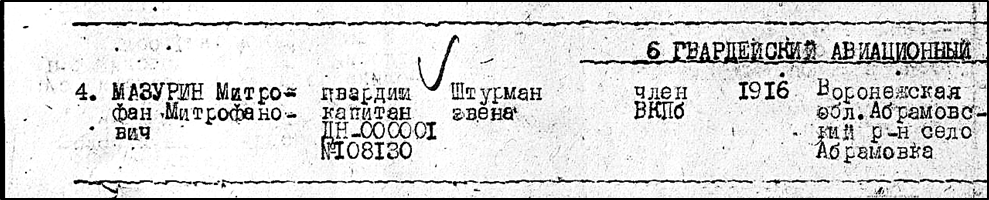 6 ГВАРДЕЙСКИЙ АВИАЦИОННЫЙ
4. МАЗУРИН Митро- гвардии Штурман член 1916 Воронежская
фан Митрофано- капитан звена ВКПб обл. Абрамовс-
вич ПН-000001 кий р-н село
№108130 Абрамовка